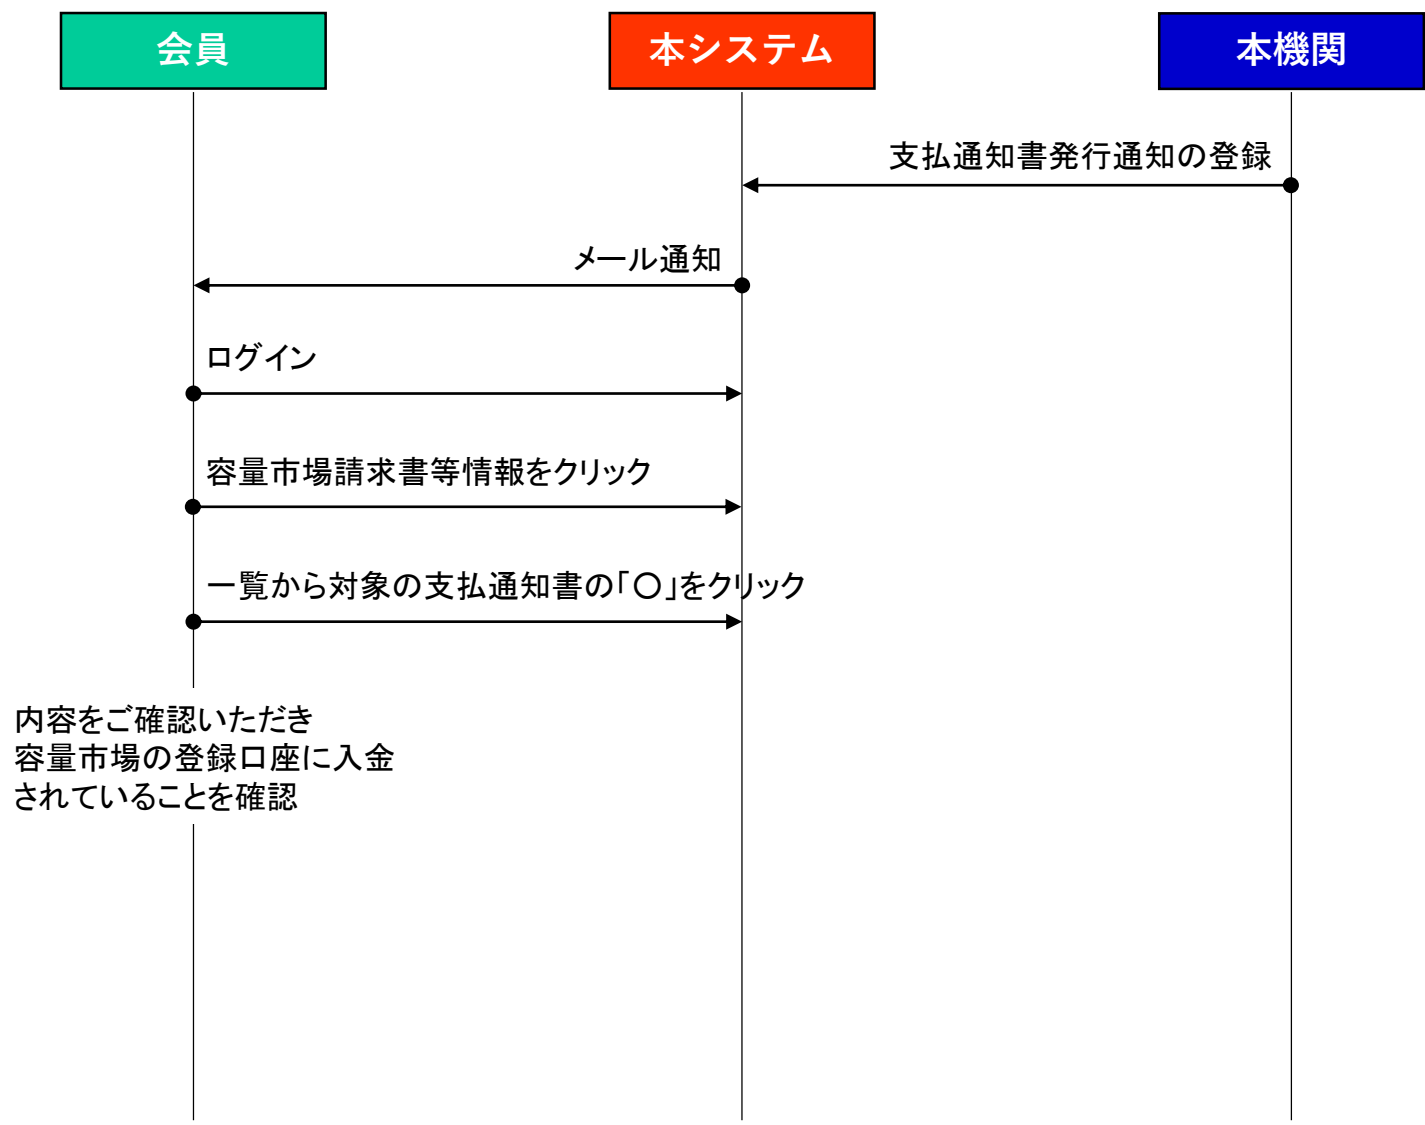 会員
本システム
本機関
支払通知書発行通知の登録
メール通知
ログイン
容量市場請求書等情報をクリック
一覧から対象の支払通知書の「〇」をクリック
内容をご確認いただき
容量市場の登録口座に入金
されていることを確認